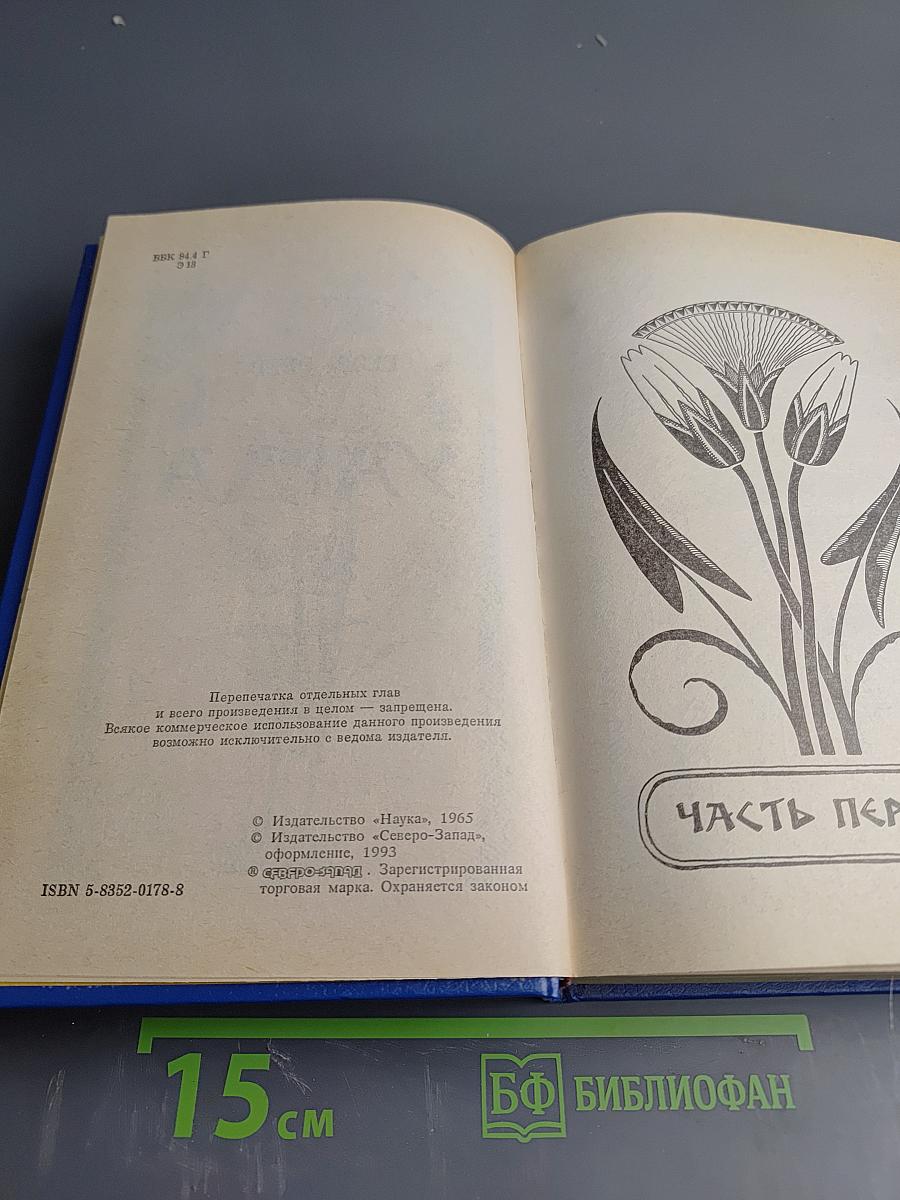 ББК 84.4 Г
Э 13
Перепечатка отдельных глав
и всего произведения в целом — запрещена.
Всякое коммерческое использование данного произведения
возможно исключительно с ведома издателя.
© Издательство «Наука», 1965
© Издательство «Северо-Запад»,
оформление, 1993
® СЕВЕРО-ЗАПАД . Зарегистрированная
торговая марка. Охраняется законом
ISBN 5-8352-0178-8
ЧАСТЬ ПЕР
15 см
БФ БИБЛИОФАН